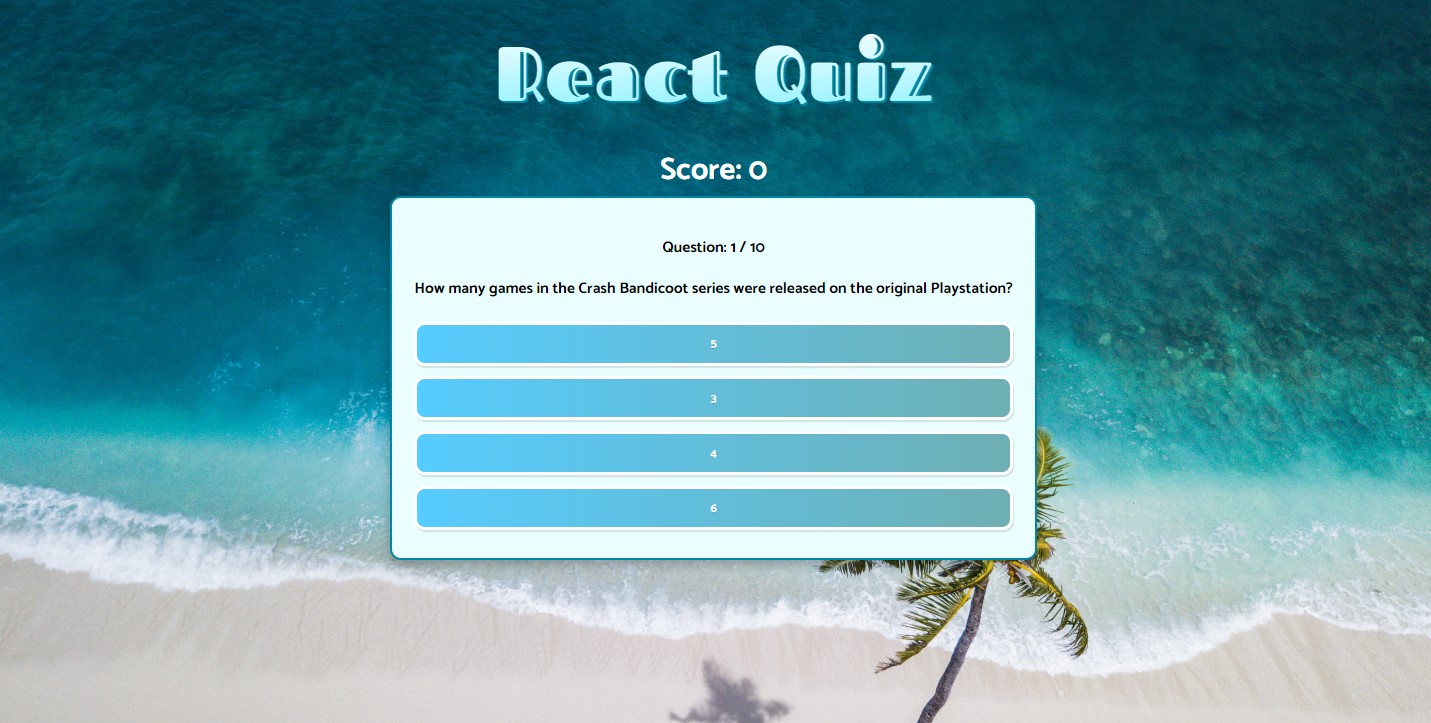 React Quiz
Score: 0
Question: 1 / 10
How many games in the Crash Bandicoot series were released on the original Playstation?
5
3
4
6